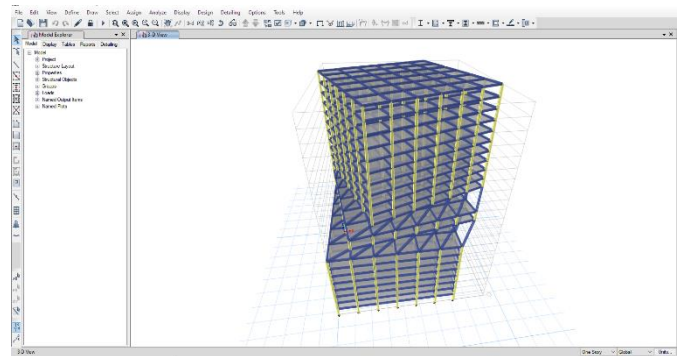 File Edit View Define Draw Select Assign Analyze Display Design Detailing Options Tools Help
Model Explorer
3-D View
Model Display Tables Reports Detailing
Model
Project
Structure Layout
Properties
Structural Objects
Groups
Loads
Named Output Items
Named Plots
3-D View
One Story
Global
Units...